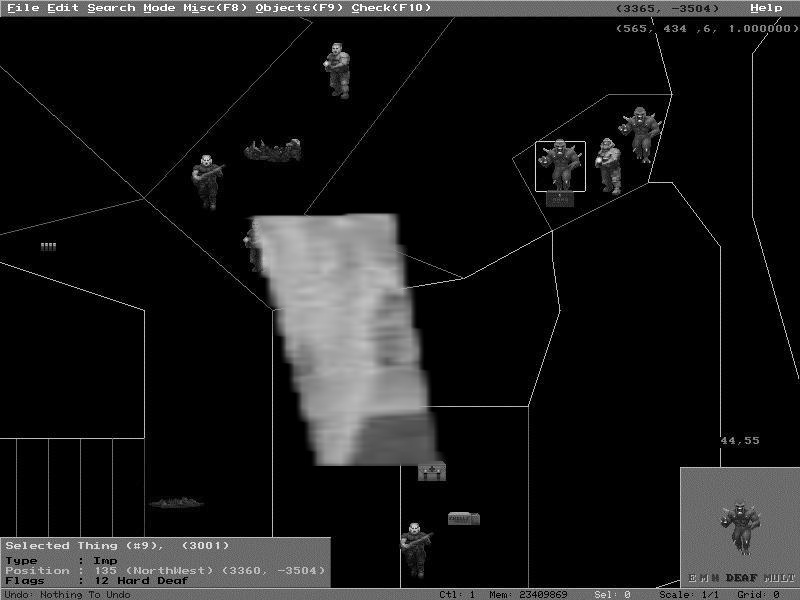 File Edit Search Mode Misc(F8) Objects(F9) Check(F10) (3365, -3504) Help
(565, 434 ,6, 1.000000)
44,55
Selected Thing (#9), (3001)
Type : Imp
Position : 135 (NorthWest) (3360, -3504)
Flags : 12 Hard Deaf
E M H DEAF MULT
Undo: Nothing To Undo Ctl: 1 Mem: 23409869 Sel: 0 Scale: 1/1 Grid: 0